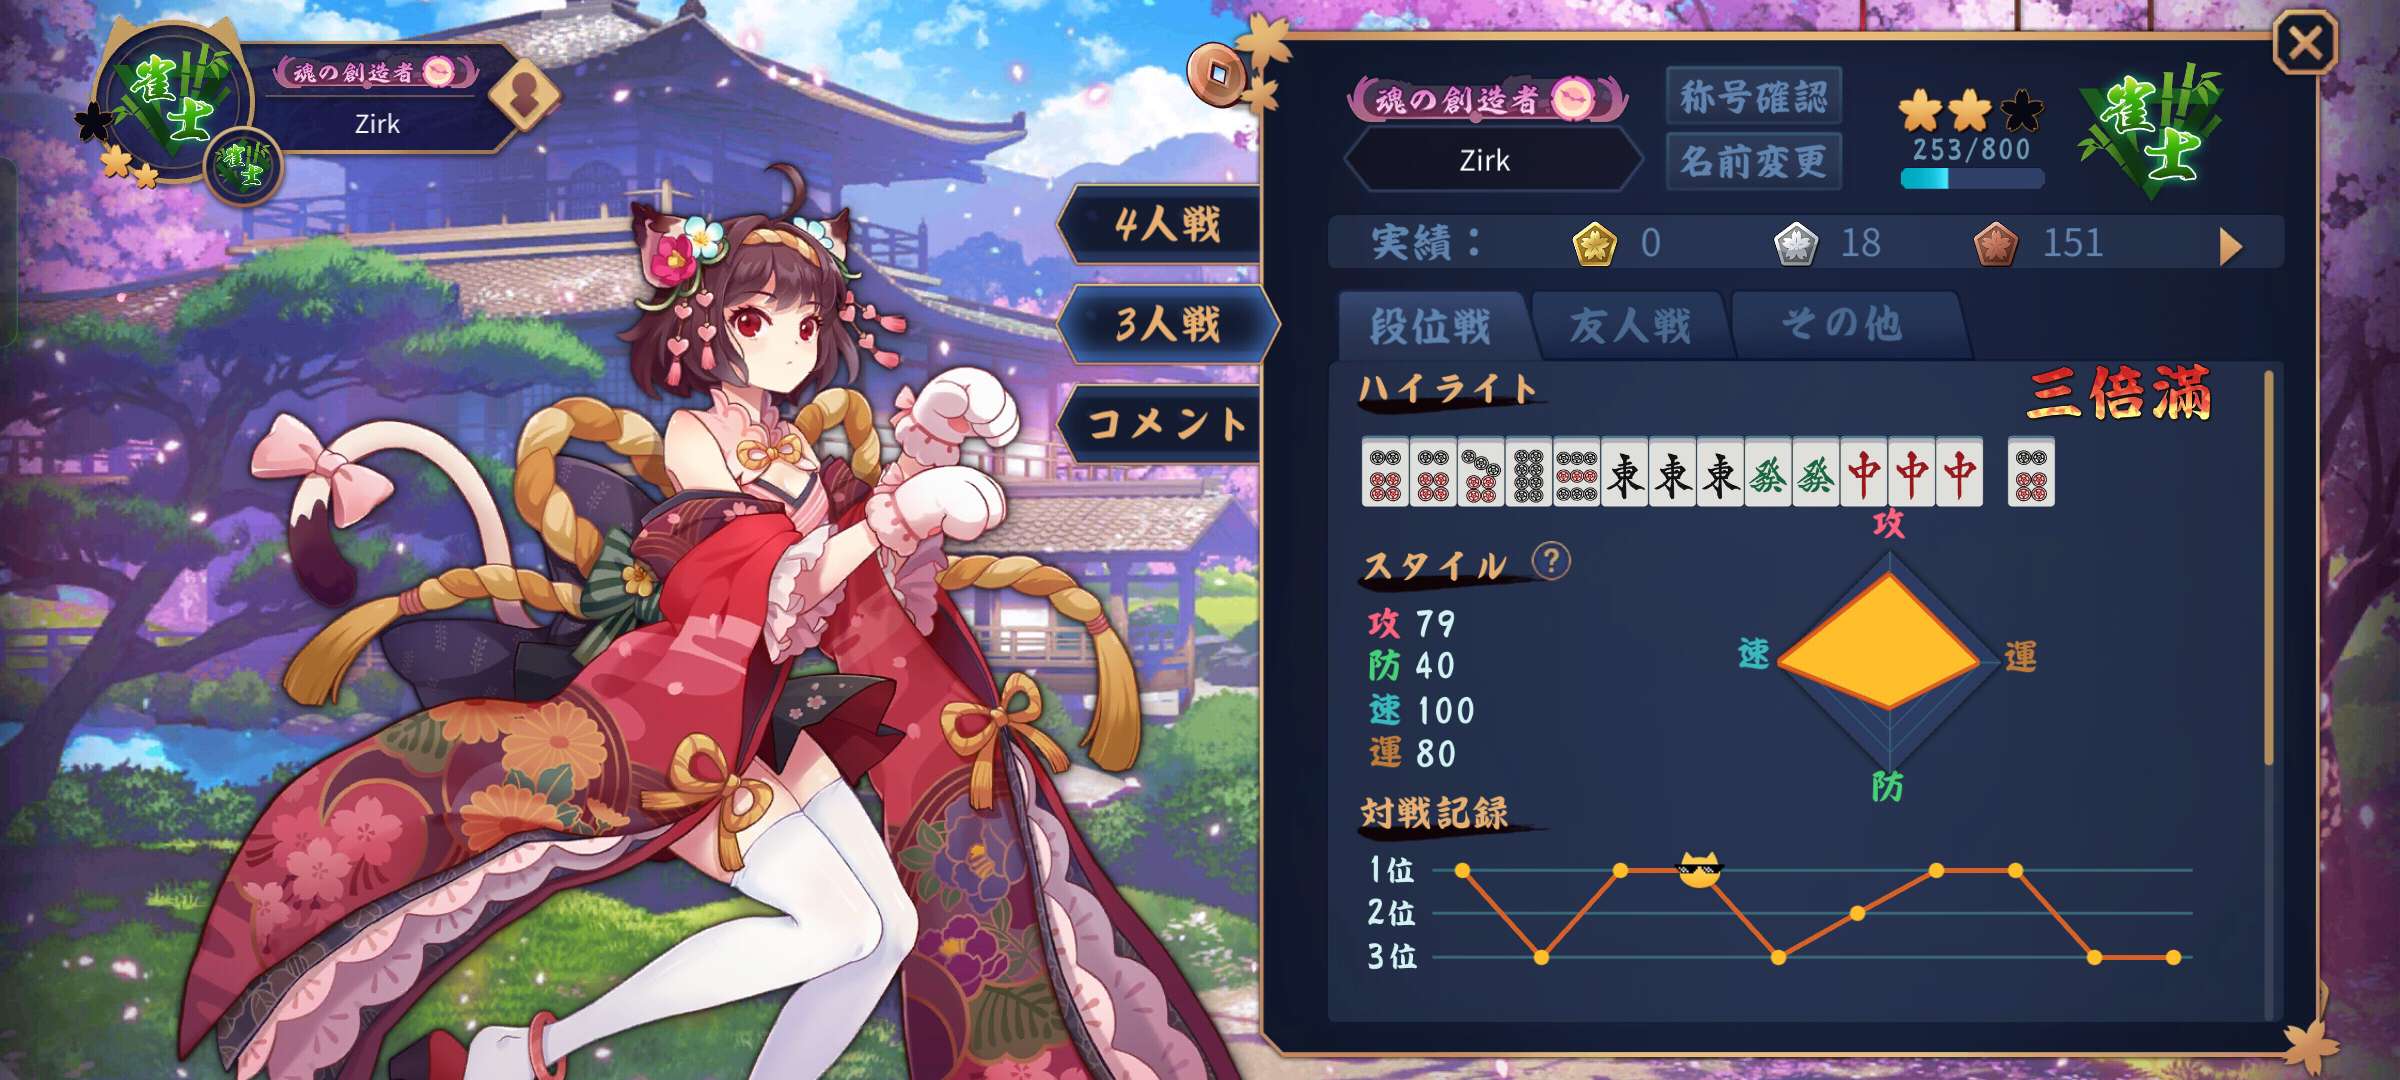 雀士
魂の創造者
Zirk
雀士
4人戦
3人戦
コメント
魂の創造者
Zirk
称号確認
名前変更
253/800
雀士
実績： 0 18 151
段位戦 友人戦 その他
ハイライト
三倍満
東 東 東 發 發 中 中 中
スタイル ?
攻 79
防 40
速 100
運 80
攻
速 運
防
対戦記録
1位
2位
3位